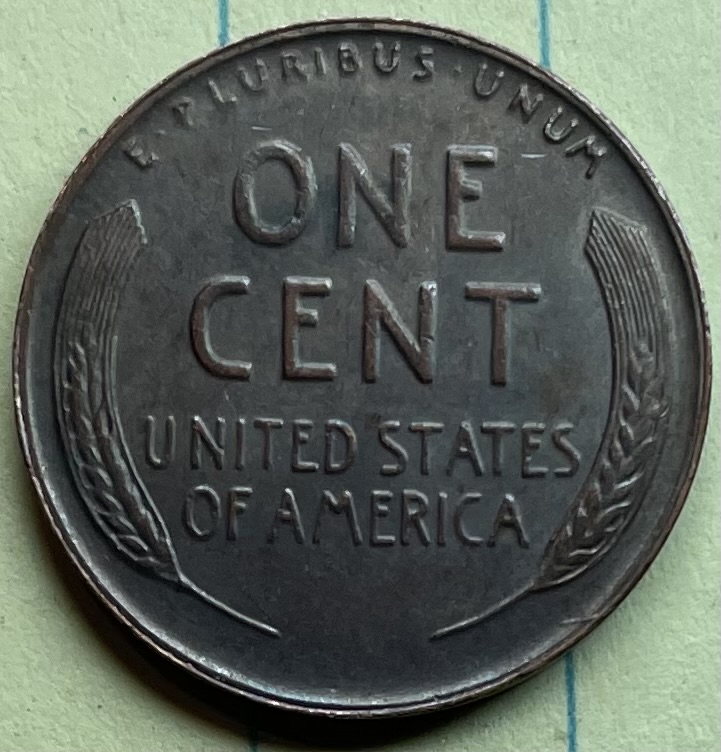 E · PLURIBUS · UNUM
ONE
CENT
UNITED STATES
OF AMERICA